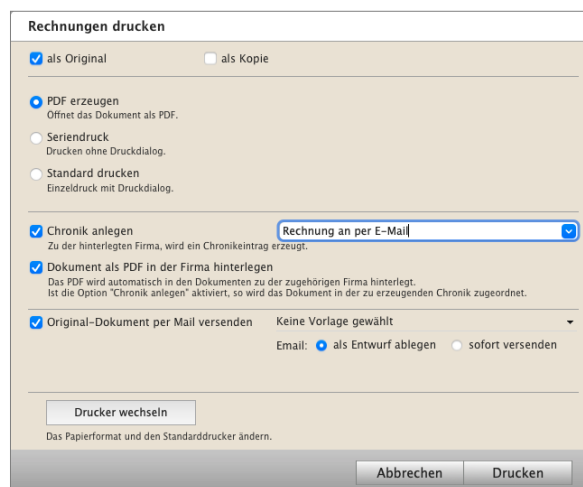 Rechnungen drucken
als Original als Kopie
PDF erzeugen
Öffnet das Dokument als PDF.
Seriendruck
Drucken ohne Druckdialog.
Standard drucken
Einzeldruck mit Druckdialog.
Chronik anlegen Rechnung an per E-Mail
Zu der hinterlegten Firma, wird ein Chronikeintrag erzeugt.
Dokument als PDF in der Firma hinterlegen
Das PDF wird automatisch in den Dokumenten zu der zugehörigen Firma hinterlegt.
Ist die Option "Chronik anlegen" aktiviert, so wird das Dokument in der zu erzeugenden Chronik zugeordnet.
Original-Dokument per Mail versenden Keine Vorlage gewählt
Email: als Entwurf ablegen sofort versenden
Drucker wechseln
Das Papierformat und den Standarddrucker ändern.
Abbrechen Drucken